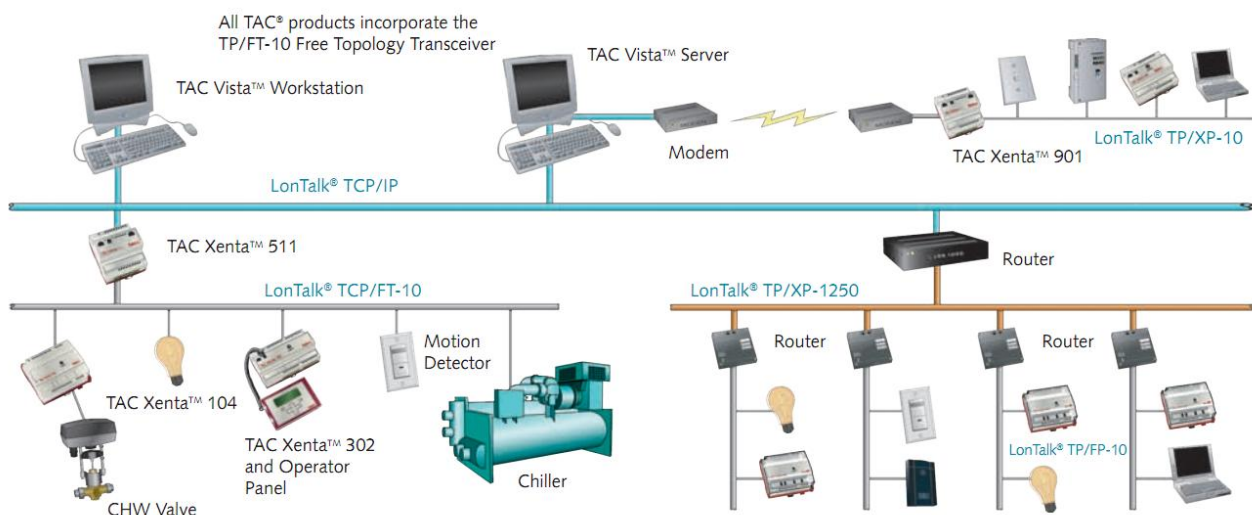 All TAC® products incorporate the
TP/FT-10 Free Topology Transceiver
TAC Vista™ Workstation
TAC Vista™ Server
Modem
TAC Xenta™ 901
LonTalk® TP/XP-10
LonTalk® TCP/IP
TAC Xenta™ 511
Router
LonTalk® TCP/FT-10
LonTalk® TP/XP-1250
Motion
Detector
Router
Router
TAC Xenta™ 104
TAC Xenta™ 302
and Operator
Panel
Chiller
CHW Valve
LonTalk® TP/FP-10